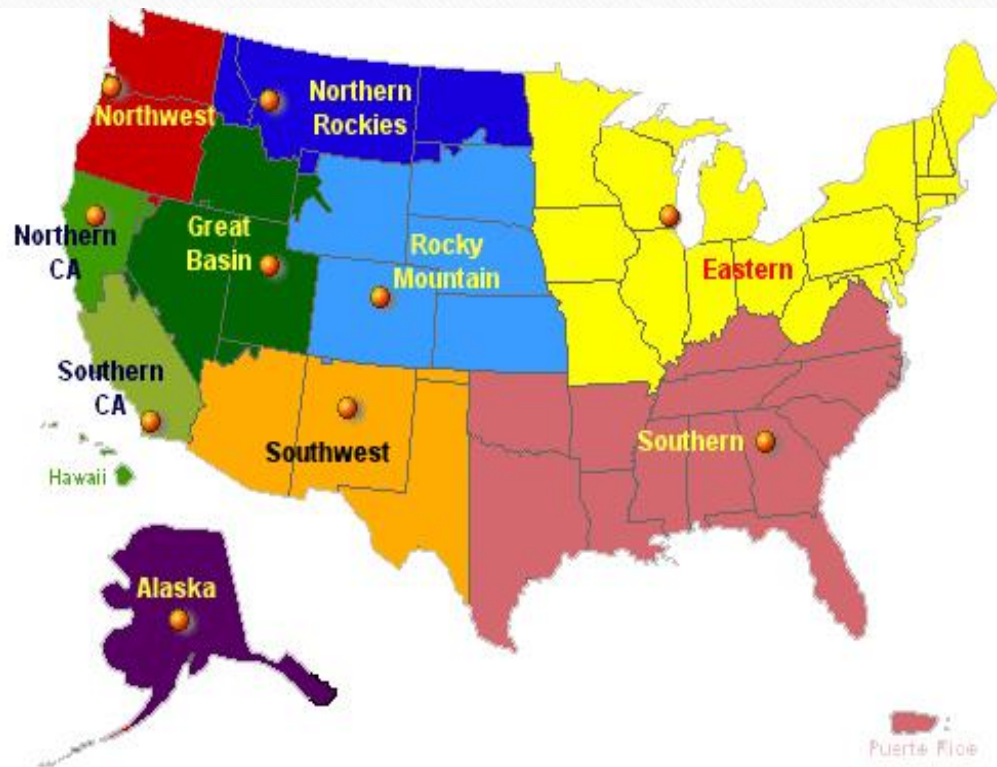 Northern
Rockies
Northwest
Northern
CA
Great
Basin
Rocky
Mountain
Eastern
Southern
CA
Southwest
Southern
Hawaii
Alaska
Puerto Rico